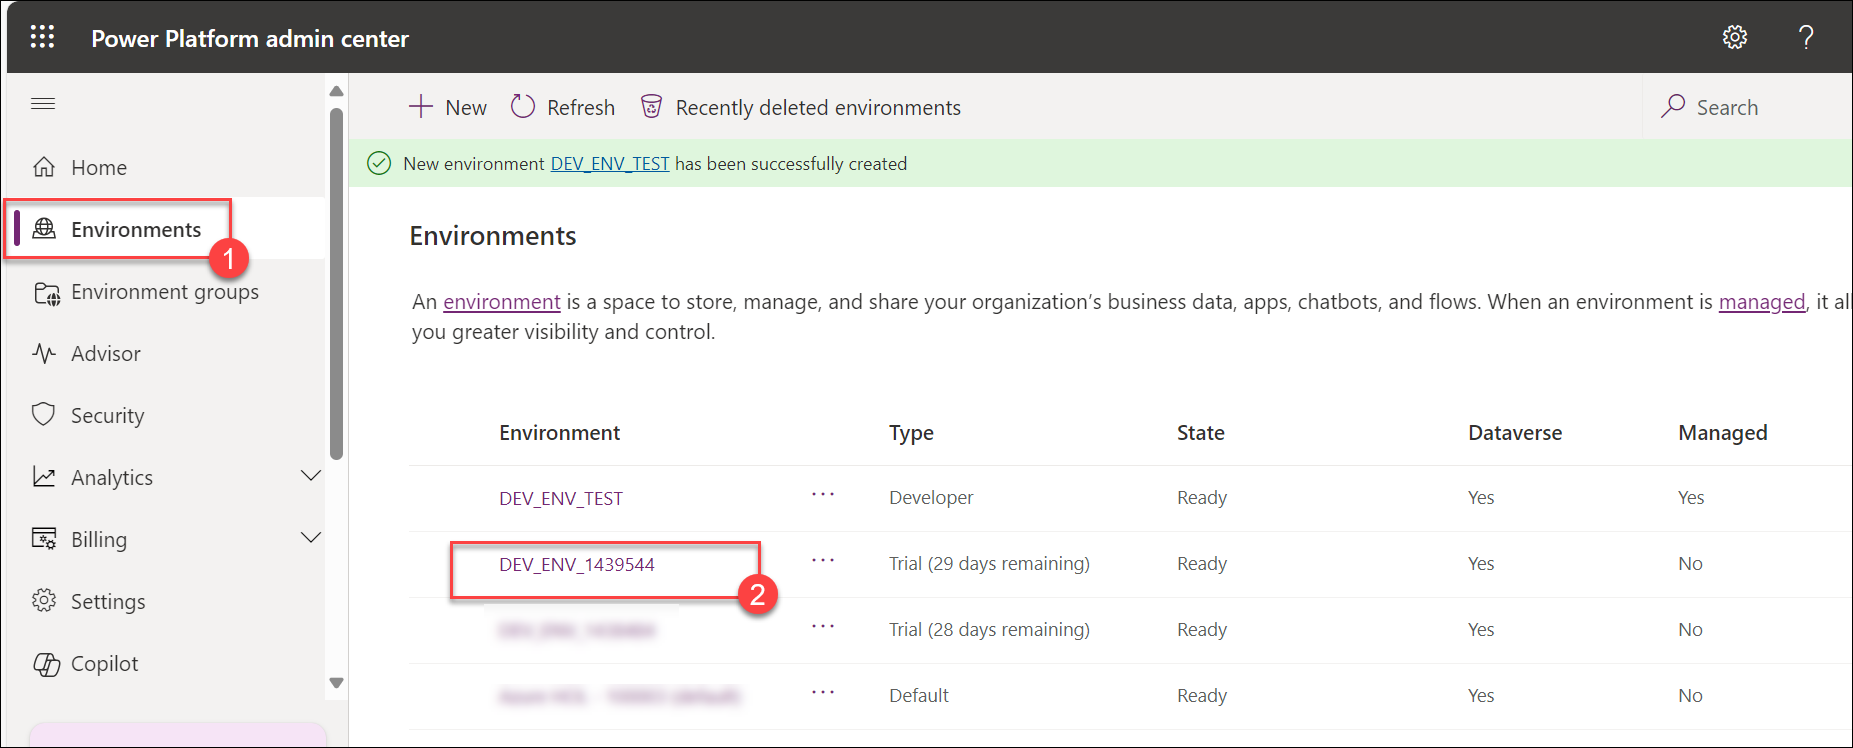 Power Platform admin center
?
New
Refresh
Recently deleted environments
Search
New environment DEV_ENV_TEST has been successfully created
Home
Environments
1
Environment groups
Advisor
Security
Analytics
Billing
Settings
Copilot
Environments
An environment is a space to store, manage, and share your organization's business data, apps, chatbots, and flows. When an environment is managed, it
you greater visibility and control.
Environment Type State Dataverse Managed
DEV_ENV_TEST ... Developer Ready Yes Yes
DEV_ENV_1439544 ... Trial (29 days remaining) Ready Yes No
2
... Trial (28 days remaining) Ready Yes No
... Default Ready Yes No